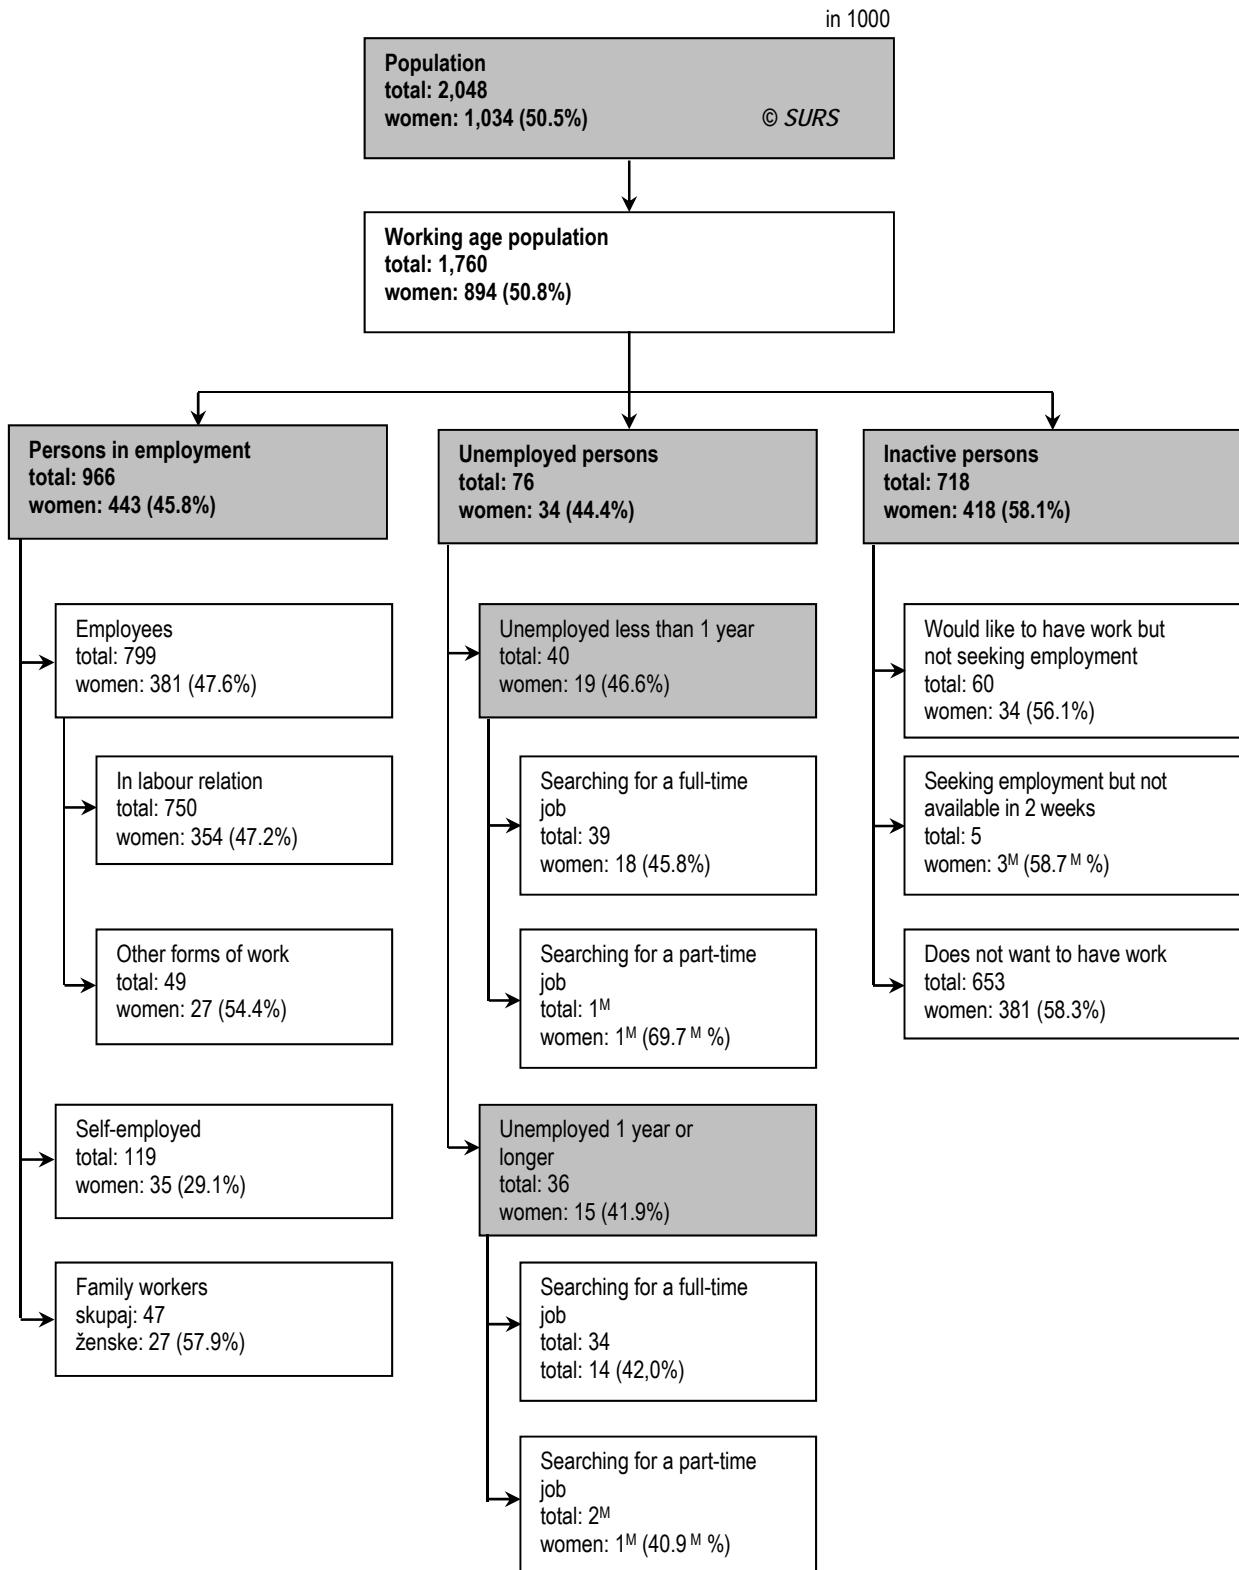 in 1000
Population
total: 2,048
women: 1,034 (50.5%)
© SURS
Working age population
total: 1,760
women: 894 (50.8%)
Persons in employment
total: 966
women: 443 (45.8%)
Unemployed persons
total: 76
women: 34 (44.4%)
Inactive persons
total: 718
women: 418 (58.1%)
Employees
total: 799
women: 381 (47.6%)
In labour relation
total: 750
women: 354 (47.2%)
Other forms of work
total: 49
women: 27 (54.4%)
Self-employed
total: 119
women: 35 (29.1%)
Family workers
skupaj: 47
ženske: 27 (57.9%)
Unemployed less than 1 year
total: 40
women: 19 (46.6%)
Searching for a full-time
job
total: 39
women: 18 (45.8%)
Searching for a part-time
job
total: 1ᴹ
women: 1ᴹ (69.7 ᴹ %)
Unemployed 1 year or
longer
total: 36
women: 15 (41.9%)
Searching for a full-time
job
total: 34
total: 14 (42,0%)
Searching for a part-time
job
total: 2ᴹ
women: 1ᴹ (40.9 ᴹ %)
Would like to have work but
not seeking employment
total: 60
women: 34 (56.1%)
Seeking employment but not
available in 2 weeks
total: 5
women: 3ᴹ (58.7 ᴹ %)
Does not want to have work
total: 653
women: 381 (58.3%)